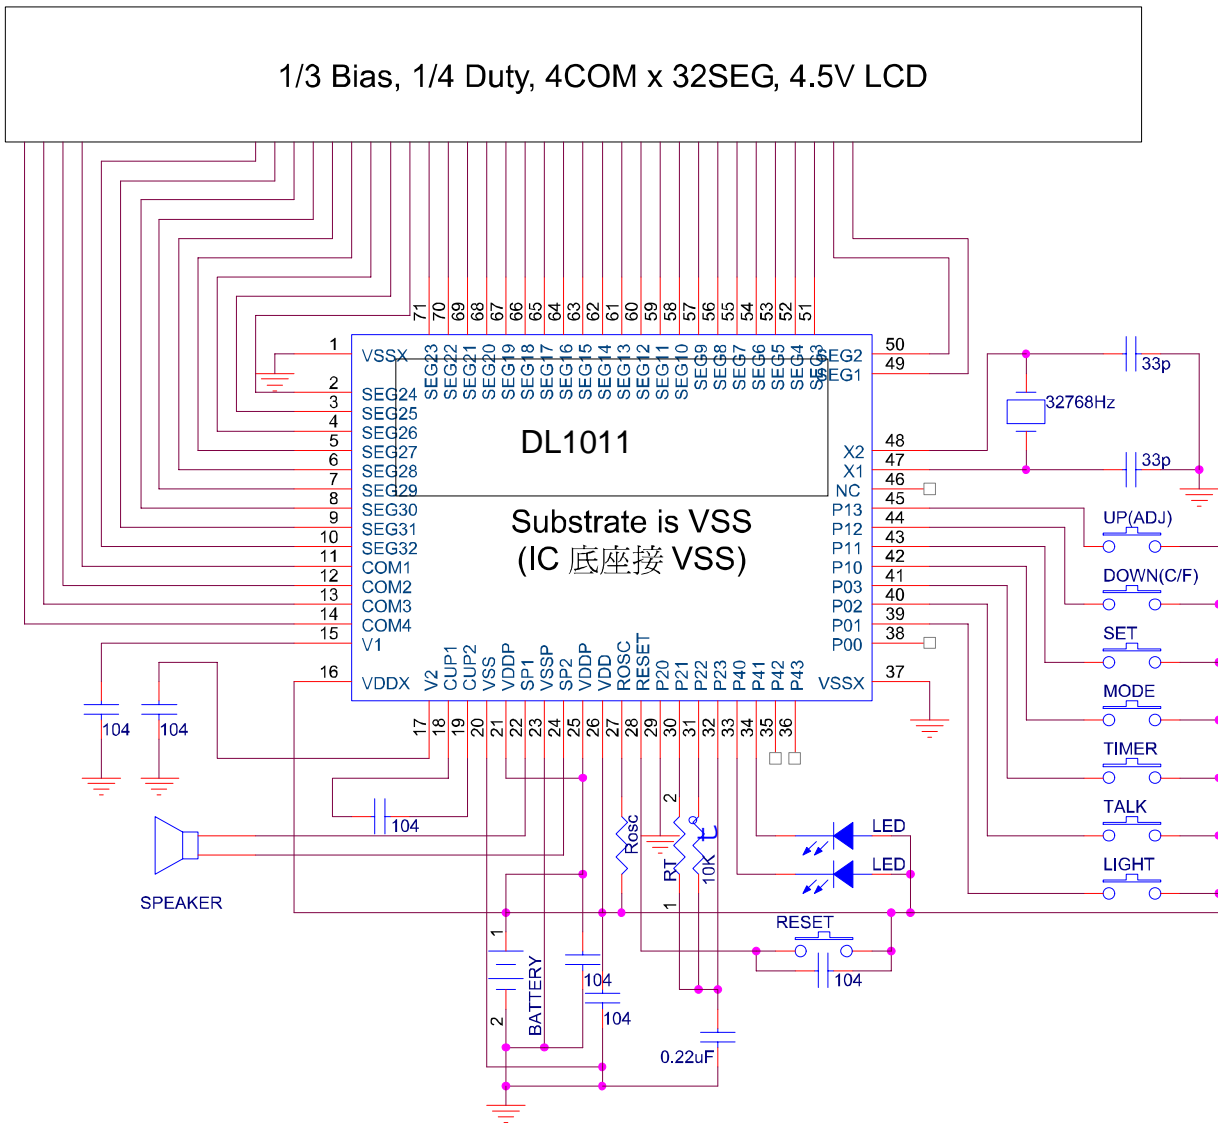 1/3 Bias, 1/4 Duty, 4COM x 32SEG, 4.5V LCD
71 70 69 68 67 66 65 64 63 62 61 60 59 58 57 56 55 54 53 52 51
SEG23 SEG22 SEG21 SEG20 SEG19 SEG18 SEG17 SEG16 SEG15 SEG14 SEG13 SEG12 SEG11 SEG10 SEG9 SEG8 SEG7 SEG6 SEG5 SEG4 SEG3
1 VSSX
2 SEG24
3 SEG25
4 SEG26
5 SEG27
6 SEG28
7 SEG29
8 SEG30
9 SEG31
10 SEG32
11 COM1
12 COM2
13 COM3
14 COM4
15 V1
16 VDDX
DL1011
Substrate is VSS
(IC 底座接 VSS)
SEG2 50
SEG1 49
X2 48
X1 47
NC 46
P13 45
P12 44
P11 43
P10 42
P03 41
P02 40
P01 39
P00 38
VSSX 37
V2 CUP1 CUP2 VSS VDDP SP1 VSSP SP2 VDDP VDD ROSC RESET P20 P21 P22 P23 P40 P41 P42 P43
17 18 19 20 21 22 23 24 25 26 27 28 29 30 31 32 33 34 35 36
33p
32768Hz
33p
UP(ADJ)
DOWN(C/F)
SET
MODE
TIMER
TALK
LIGHT
104
104
104
SPEAKER
Rosc
2
RT
1
10K
t
LED
LED
RESET
104
1
BATTERY
2
104
104
0.22uF